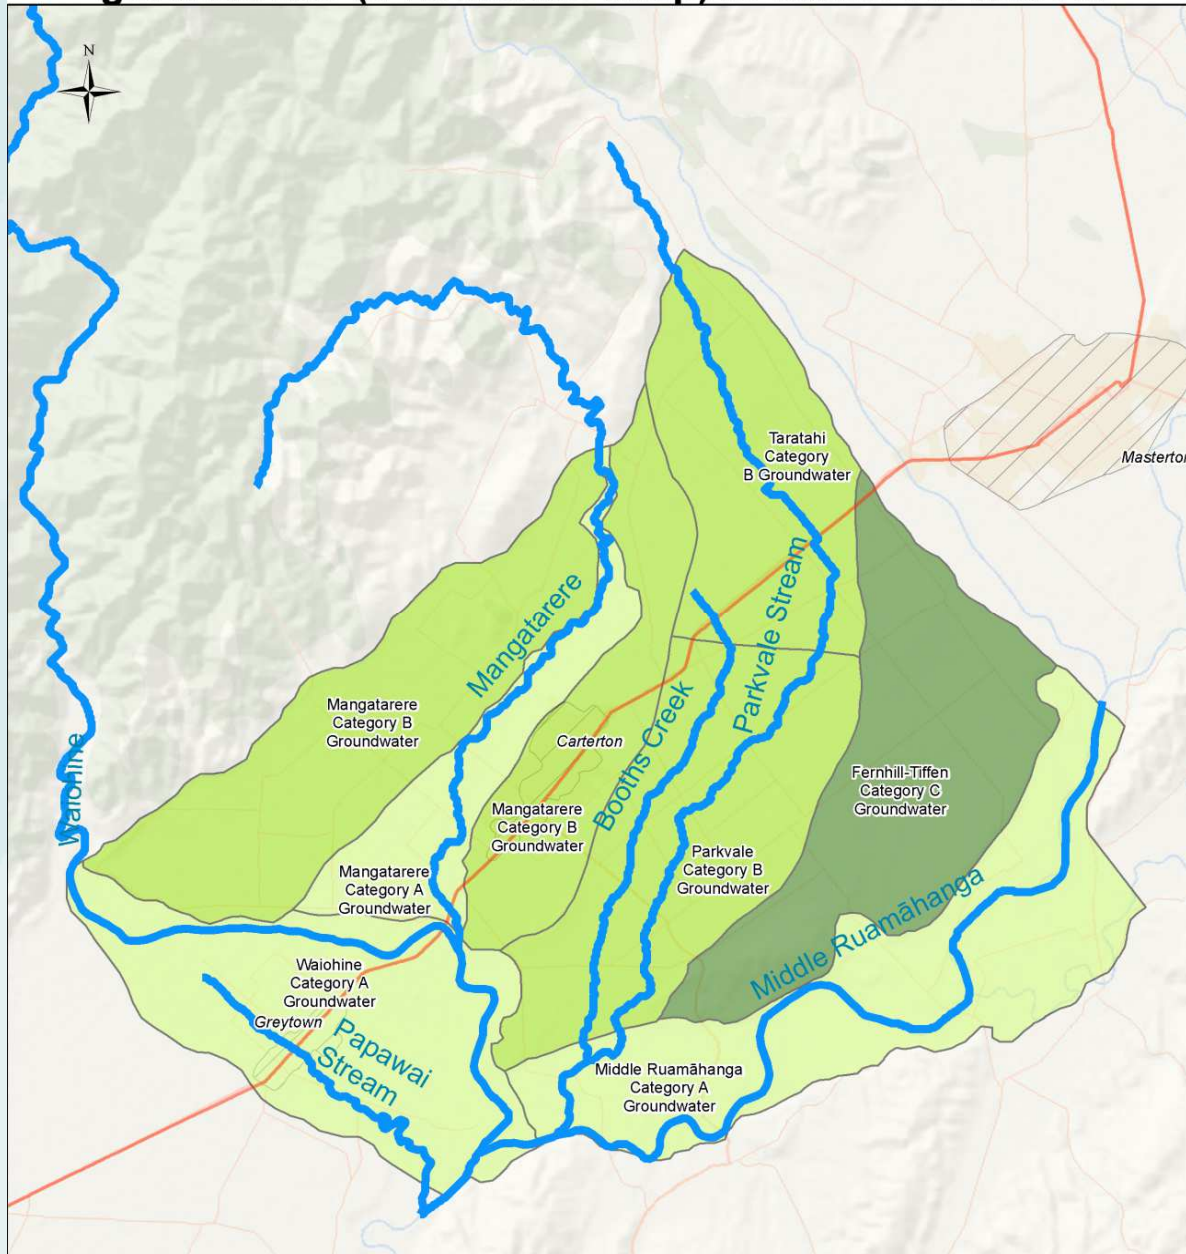 N
Masterton
Taratahi
Category
B Groundwater
Parkvale Stream
Mangatarere
Booths Creek
Mangatarere
Category B
Groundwater
Carterton
Waiohine
Fernhill-Tiffen
Category C
Groundwater
Mangatarere
Category B
Groundwater
Parkvale
Category B
Groundwater
Mangatarere
Category A
Groundwater
Middle Ruamāhanga
Waiohine
Category A
Groundwater
Greytown
Papawai
Stream
Middle Ruamāhanga
Category A
Groundwater